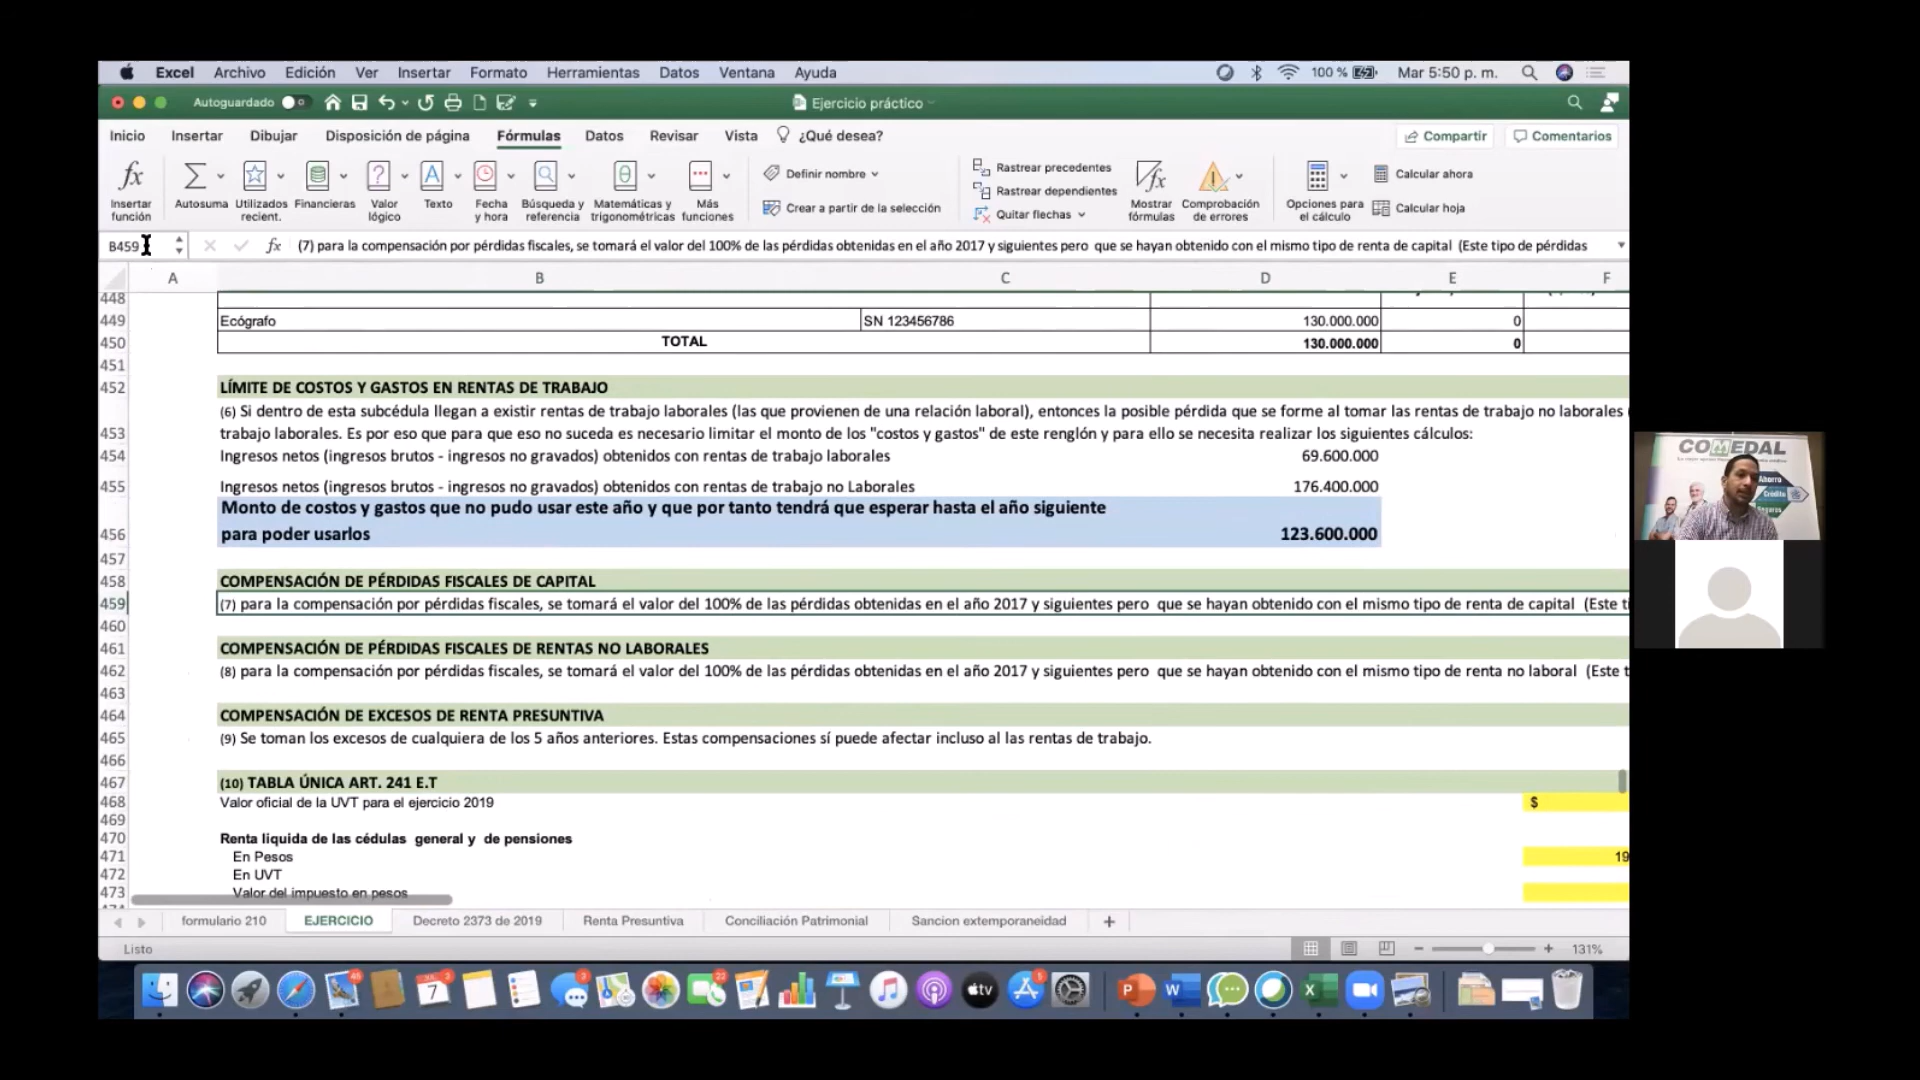 Excel Archivo Edición Ver Insertar Formato Herramientas Datos Ventana Ayuda 100 % Mar 5:50 p. m.
Autoguardado Ejercicio práctico
Inicio Insertar Dibujar Disposición de página Fórmulas Datos Revisar Vista ¿Qué desea? Compartir Comentarios
Insertar función
Autosuma
Utilizados recient.
Financieras
Valor lógico
Texto
Fecha y hora
Búsqueda y referencia
Matemáticas y trigonométricas
Más funciones
Definir nombre
Crear a partir de la selección
Rastrear precedentes
Rastrear dependientes
Quitar flechas
Mostrar fórmulas
Comprobación de errores
Opciones para el cálculo
Calcular ahora
Calcular hoja
B459 fx (7) para la compensación por pérdidas fiscales, se tomará el valor del 100% de las pérdidas obtenidas en el año 2017 y siguientes pero que se hayan obtenido con el mismo tipo de renta de capital (Este tipo de pérdidas
A B C D E F
448
449 Ecógrafo SN 123456786 130.000.000 0
450 TOTAL 130.000.000 0
451
452 LÍMITE DE COSTOS Y GASTOS EN RENTAS DE TRABAJO
(6) Si dentro de esta subcédula llegan a existir rentas de trabajo laborales (las que provienen de una relación laboral), entonces la posible pérdida que se forme al tomar las rentas de trabajo no laborales
453 trabajo laborales. Es por eso que para que eso no suceda es necesario limitar el monto de los "costos y gastos" de este renglón y para ello se necesita realizar los siguientes cálculos:
454 Ingresos netos (ingresos brutos - ingresos no gravados) obtenidos con rentas de trabajo laborales 69.600.000
455 Ingresos netos (ingresos brutos - ingresos no gravados) obtenidos con rentas de trabajo no Laborales 176.400.000
Monto de costos y gastos que no pudo usar este año y que por tanto tendrá que esperar hasta el año siguiente
456 para poder usarlos 123.600.000
457
458 COMPENSACIÓN DE PÉRDIDAS FISCALES DE CAPITAL
459 (7) para la compensación por pérdidas fiscales, se tomará el valor del 100% de las pérdidas obtenidas en el año 2017 y siguientes pero que se hayan obtenido con el mismo tipo de renta de capital (Este ti
460
461 COMPENSACIÓN DE PÉRDIDAS FISCALES DE RENTAS NO LABORALES
462 (8) para la compensación por pérdidas fiscales, se tomará el valor del 100% de las pérdidas obtenidas en el año 2017 y siguientes pero que se hayan obtenido con el mismo tipo de renta no laboral (Este t
463
464 COMPENSACIÓN DE EXCESOS DE RENTA PRESUNTIVA
465 (9) Se toman los excesos de cualquiera de los 5 años anteriores. Estas compensaciones sí puede afectar incluso al las rentas de trabajo.
466
467 (10) TABLA ÚNICA ART. 241 E.T
468 Valor oficial de la UVT para el ejercicio 2019 $
469
470 Renta liquida de las cédulas general y de pensiones
471 En Pesos 19
472 En UVT
473 Valor del impuesto en pesos
formulario 210 EJERCICIO Decreto 2373 de 2019 Renta Presuntiva Conciliación Patrimonial Sancion extemporaneidad
Listo 131%
COMEDAL
Ahorro
Crédito
Seguros